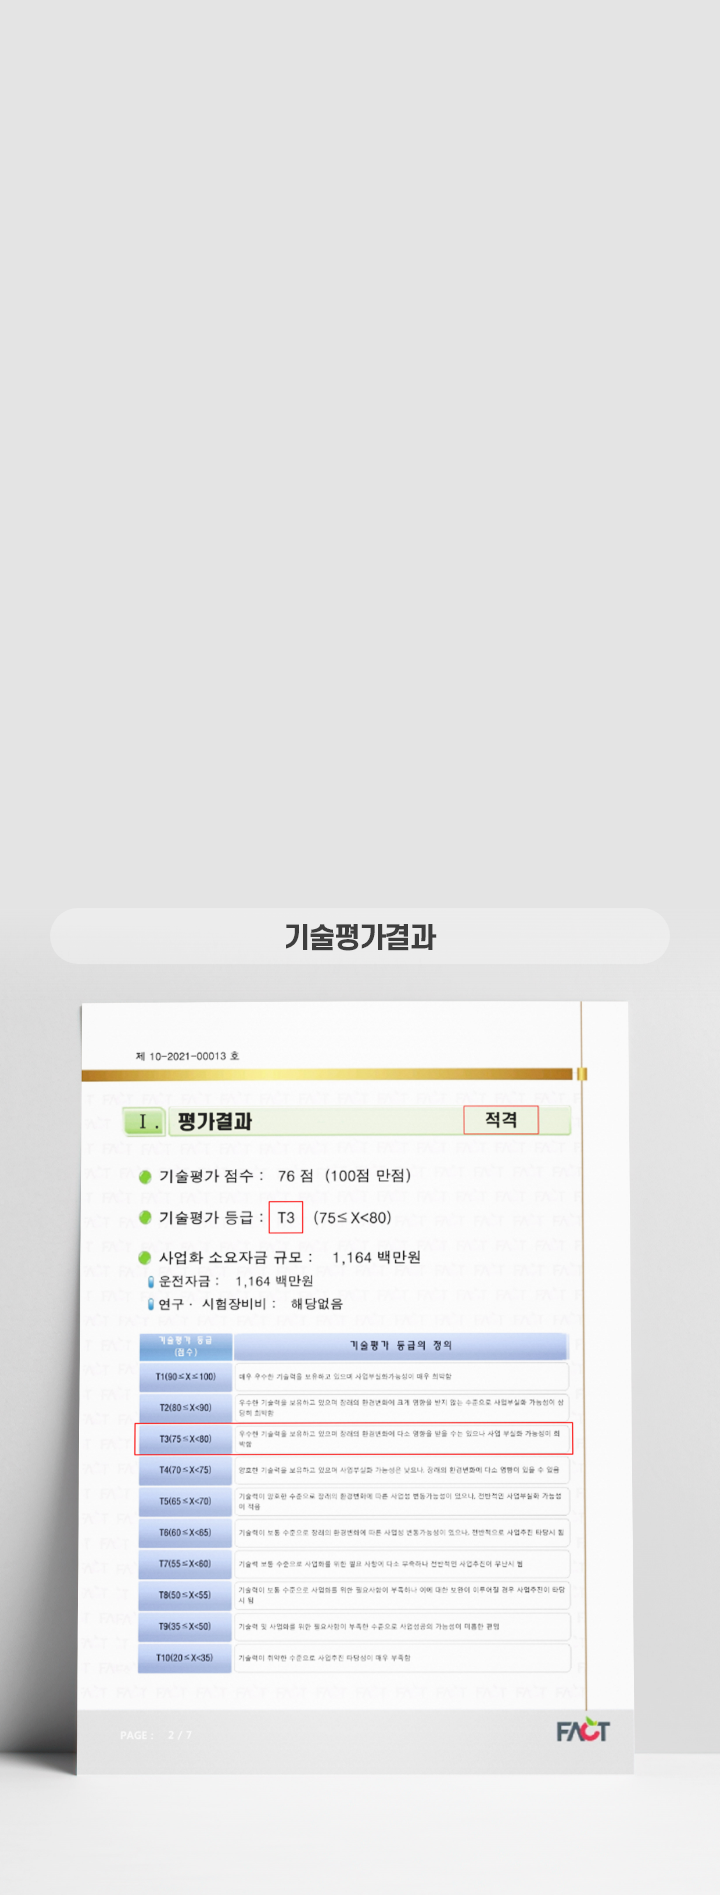 기술평가결과
제 10-2021-00013 호
Ⅰ. 평가결과 적격
기술평가 점수 : 76 점 (100점 만점)
기술평가 등급 : T3 (75≤X<80)
사업화 소요자금 규모 : 1,164 백만원
운전자금 : 1,164 백만원
연구· 시험장비비 : 해당없음
기술평가 등급
(점수)
기술평가 등급의 정의
T1(90≤X≤100)
매우 우수한 기술력을 보유하고 있으며 사업부실화가능성이 매우 희박함
T2(80≤X<90)
우수한 기술력을 보유하고 있으며 장래의 환경변화에 크게 영향을 받지 않는 수준으로 사업부실화 가능성이 상
당히 희박함
T3(75≤X<80)
우수한 기술력을 보유하고 있으며 장래의 환경변화에 다소 영향을 받을 수는 있으나 사업 부실화 가능성이 희
박함
T4(70≤X<75)
양호한 기술력을 보유하고 있으며 사업부실화 가능성은 낮으나, 장래의 환경변화에 다소 영향이 있을 수 있음
T5(65≤X<70)
기술력이 양호한 수준으로 장래의 환경변화에 따른 사업성 변동가능성이 있으나, 전반적인 사업부실화 가능성
이 적음
T6(60≤X<65)
기술력이 보통 수준으로 장래의 환경변화에 따른 사업성 변동가능성이 있으나, 전반적으로 사업추진 타당시 됨
T7(55≤X<60)
기술력 보통 수준으로 사업화를 위한 필요 사항이 다소 부족하나 전반적인 사업추진이 무난시 됨
T8(50≤X<55)
기술력이 보통 수준으로 사업화를 위한 필요사항이 부족하나 이에 대한 보완이 이루어질 경우 사업추진이 타당
시 됨
T9(35≤X<50)
기술력 및 사업화를 위한 필요사항이 부족한 수준으로 사업성공의 가능성이 미흡한 편임
T10(20≤X<35)
기술력이 취약한 수준으로 사업추진 타당성이 매우 부족함
PAGE : 2 / 7
FACT